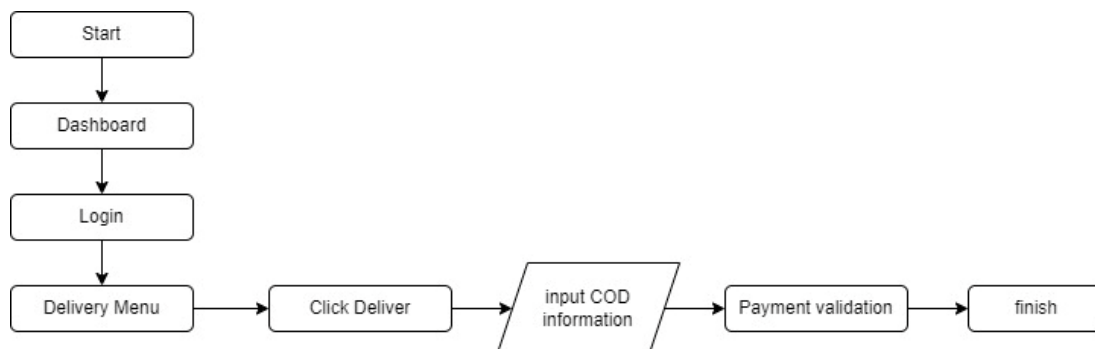 Start
Dashboard
Login
Delivery Menu
Click Deliver
input COD
information
Payment validation
finish